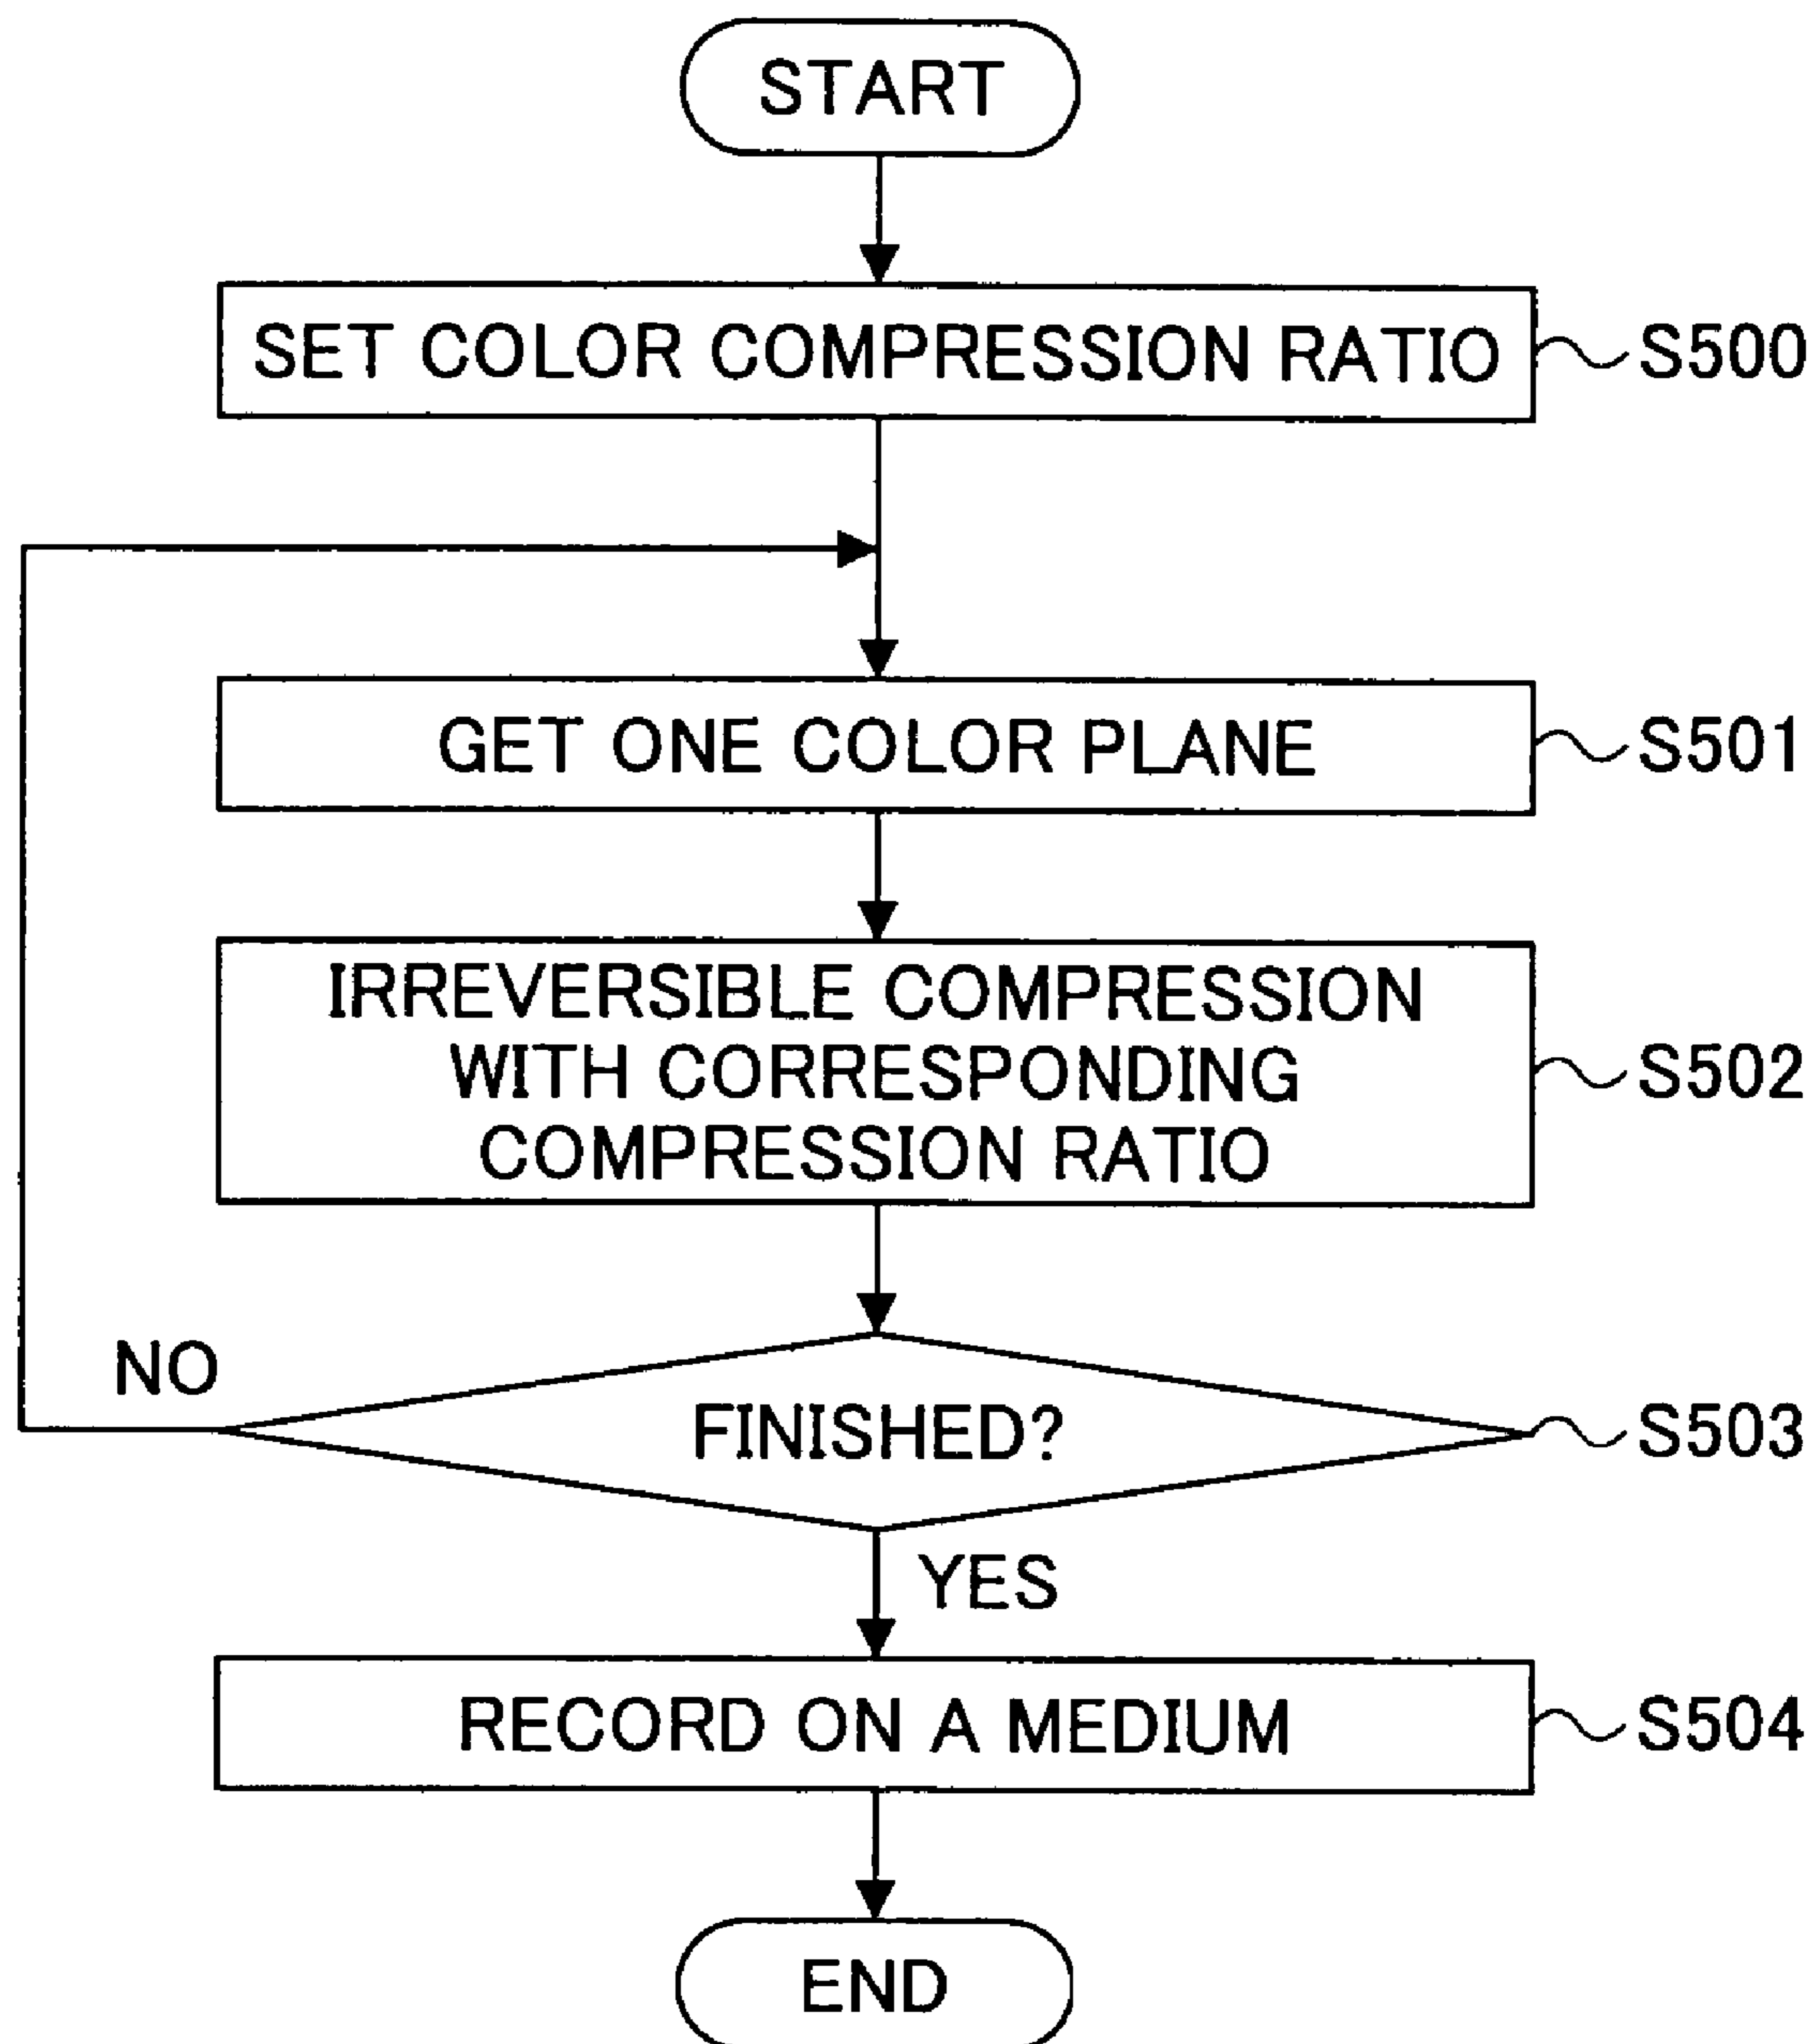 START
SET COLOR COMPRESSION RATIO
S500
GET ONE COLOR PLANE
S501
IRREVERSIBLE COMPRESSION
WITH CORRESPONDING
COMPRESSION RATIO
S502
NO
FINISHED?
S503
YES
RECORD ON A MEDIUM
S504
END